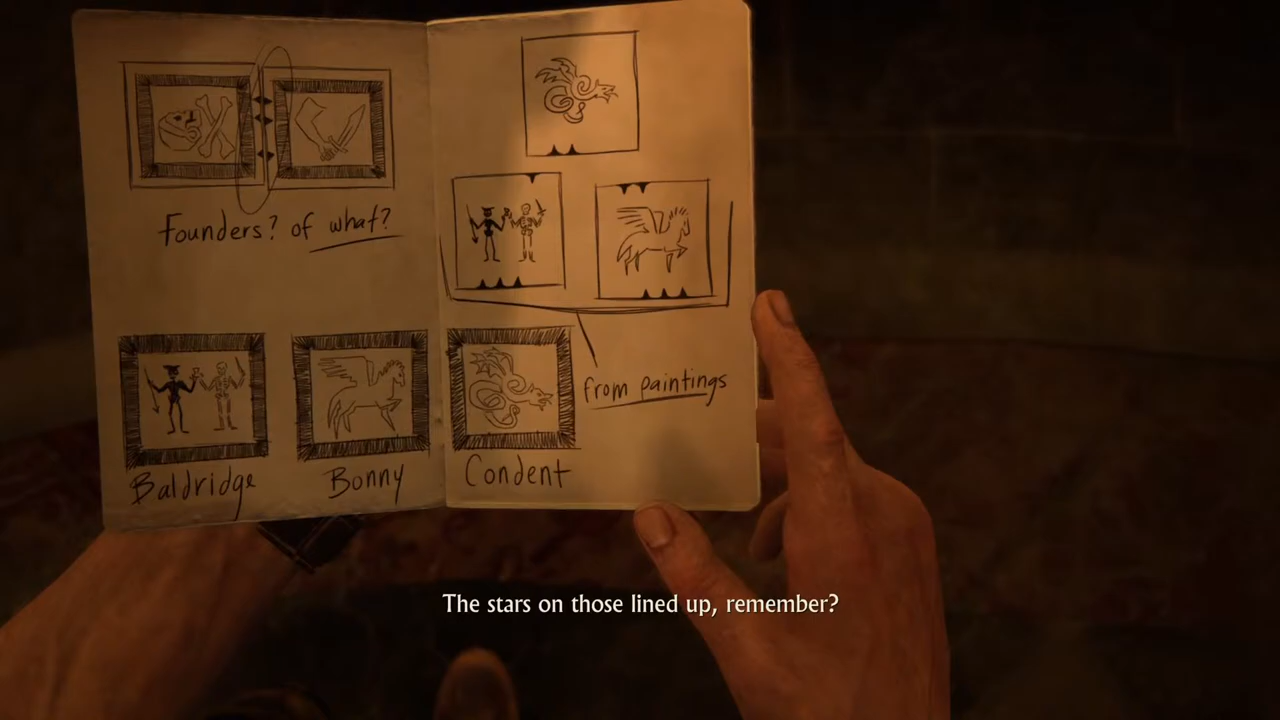 Founders? of what?
from paintings
Baldridge
Bonny
Condent
The stars on those lined up, remember?